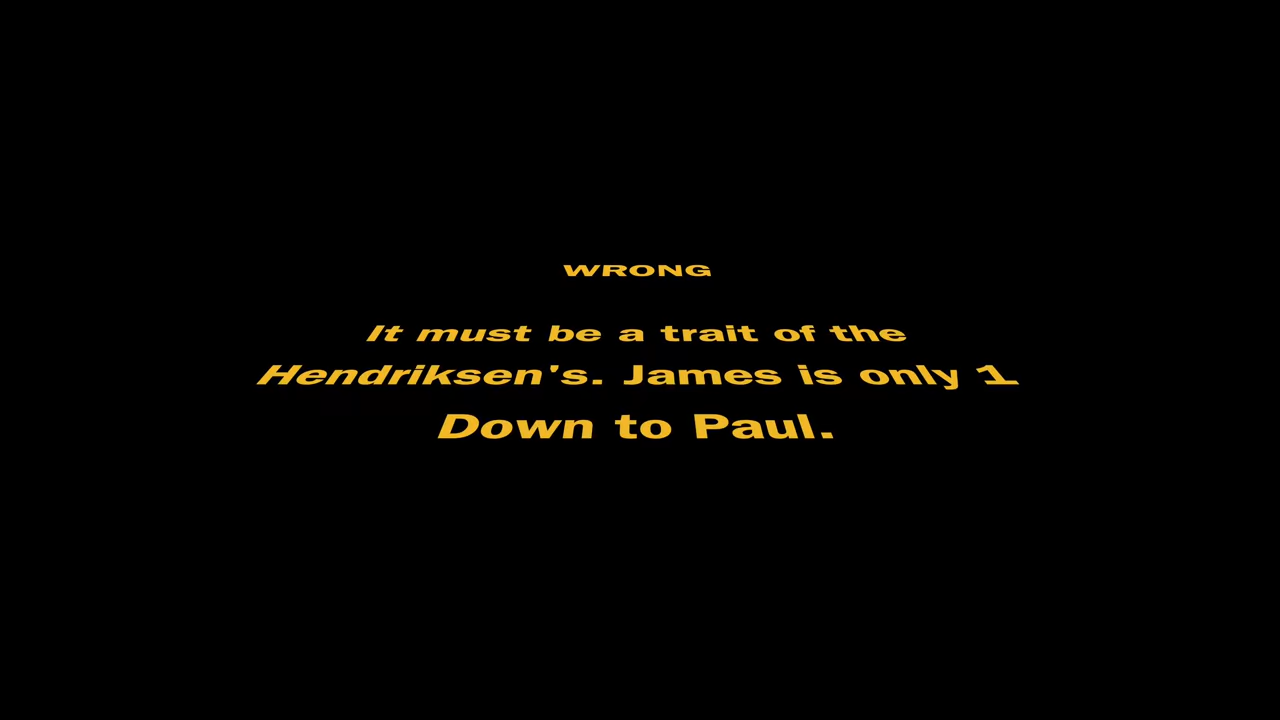 WRONG
It must be a trait of the
Hendriksen's. James is only 1
Down to Paul.